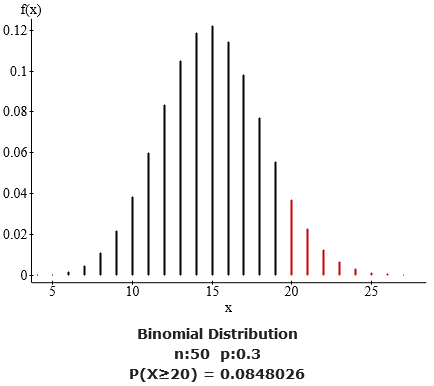 f(x)
0.12
0.1
0.08
0.06
0.04
0.02
0
5 10 15 20 25
x
Binomial Distribution
n:50 p:0.3
P(X≥20) = 0.0848026